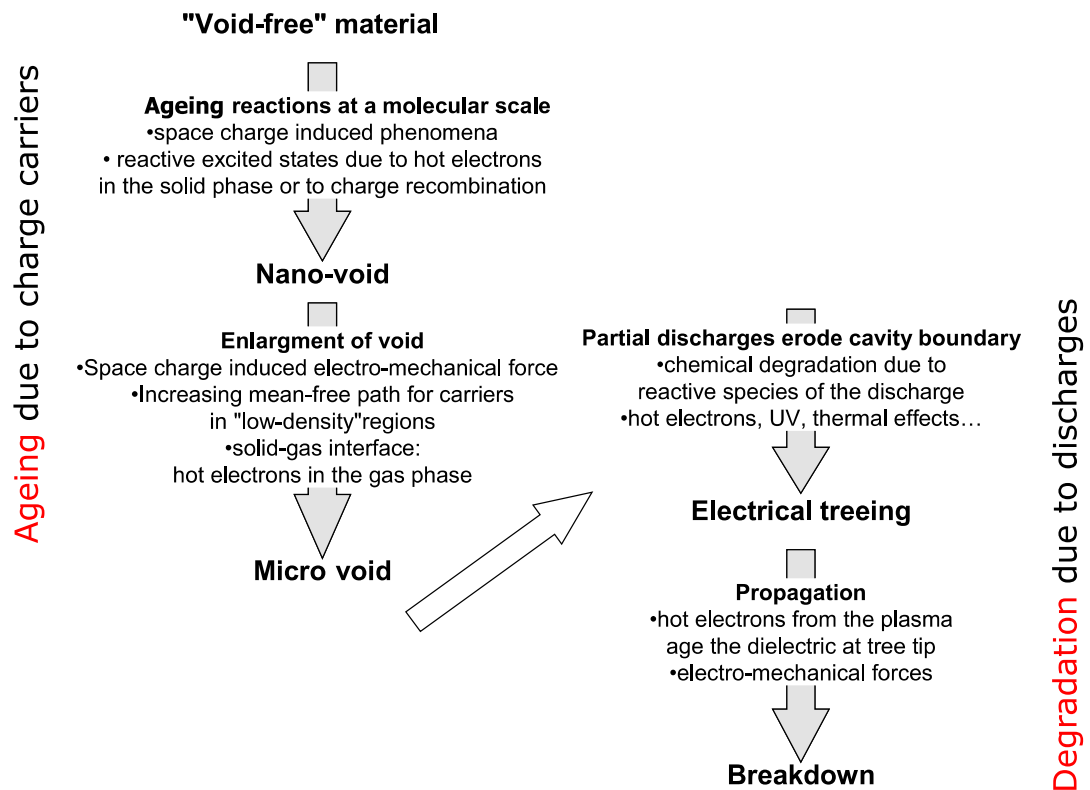 "Void-free" material
Ageing due to charge carriers
Ageing reactions at a molecular scale
•space charge induced phenomena
• reactive excited states due to hot electrons
in the solid phase or to charge recombination
Nano-void
Enlargment of void
•Space charge induced electro-mechanical force
•Increasing mean-free path for carriers
in "low-density"regions
•solid-gas interface:
hot electrons in the gas phase
Micro void
Partial discharges erode cavity boundary
•chemical degradation due to
reactive species of the discharge
•hot electrons, UV, thermal effects…
Electrical treeing
Propagation
•hot electrons from the plasma
age the dielectric at tree tip
•electro-mechanical forces
Breakdown
Degradation due to discharges